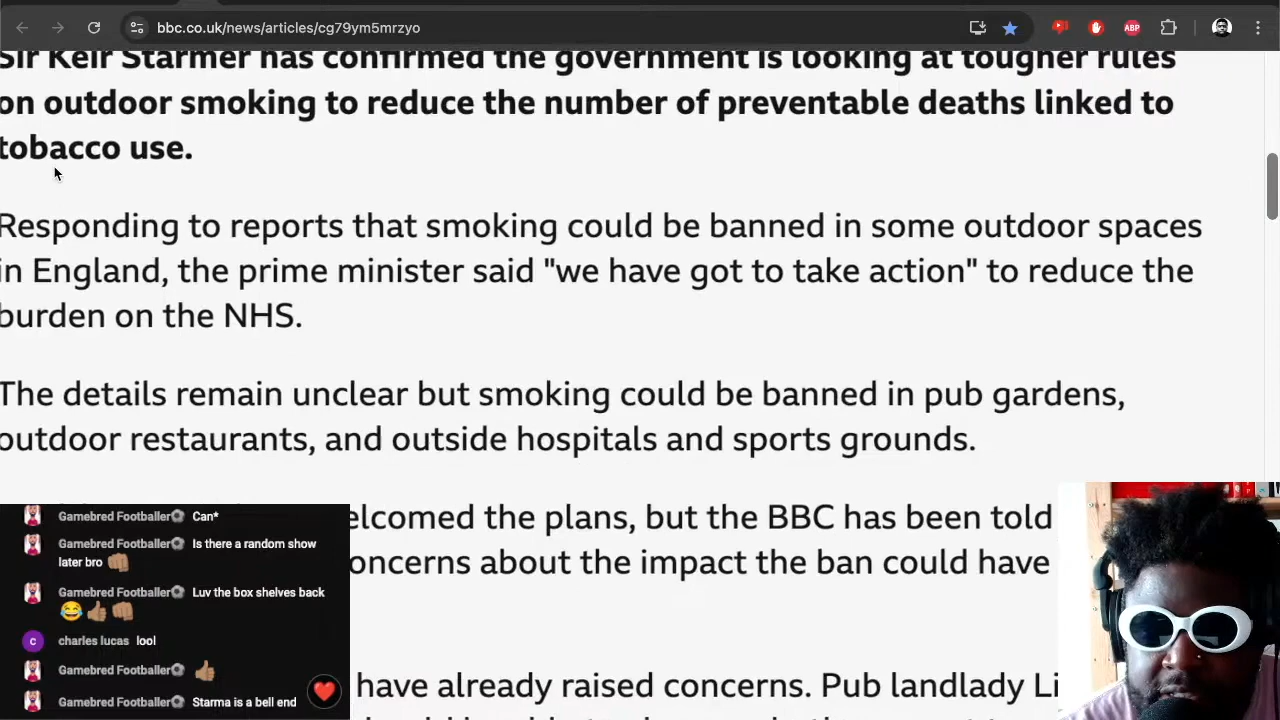 bbc.co.uk/news/articles/cg79ym5mrzyo
ABP
Sir Keir Starmer has confirmed the government is looking at tougher rules
on outdoor smoking to reduce the number of preventable deaths linked to
tobacco use.
Responding to reports that smoking could be banned in some outdoor spaces
in England, the prime minister said "we have got to take action" to reduce the
burden on the NHS.
The details remain unclear but smoking could be banned in pub gardens,
outdoor restaurants, and outside hospitals and sports grounds.
elcomed the plans, but the BBC has been told
oncerns about the impact the ban could have
have already raised concerns. Pub landlady Li
Gamebred Footballer Can*
Gamebred Footballer Is there a random show
later bro
Gamebred Footballer Luv the box shelves back
c charles lucas lool
Gamebred Footballer
Gamebred Footballer Starma is a bell end